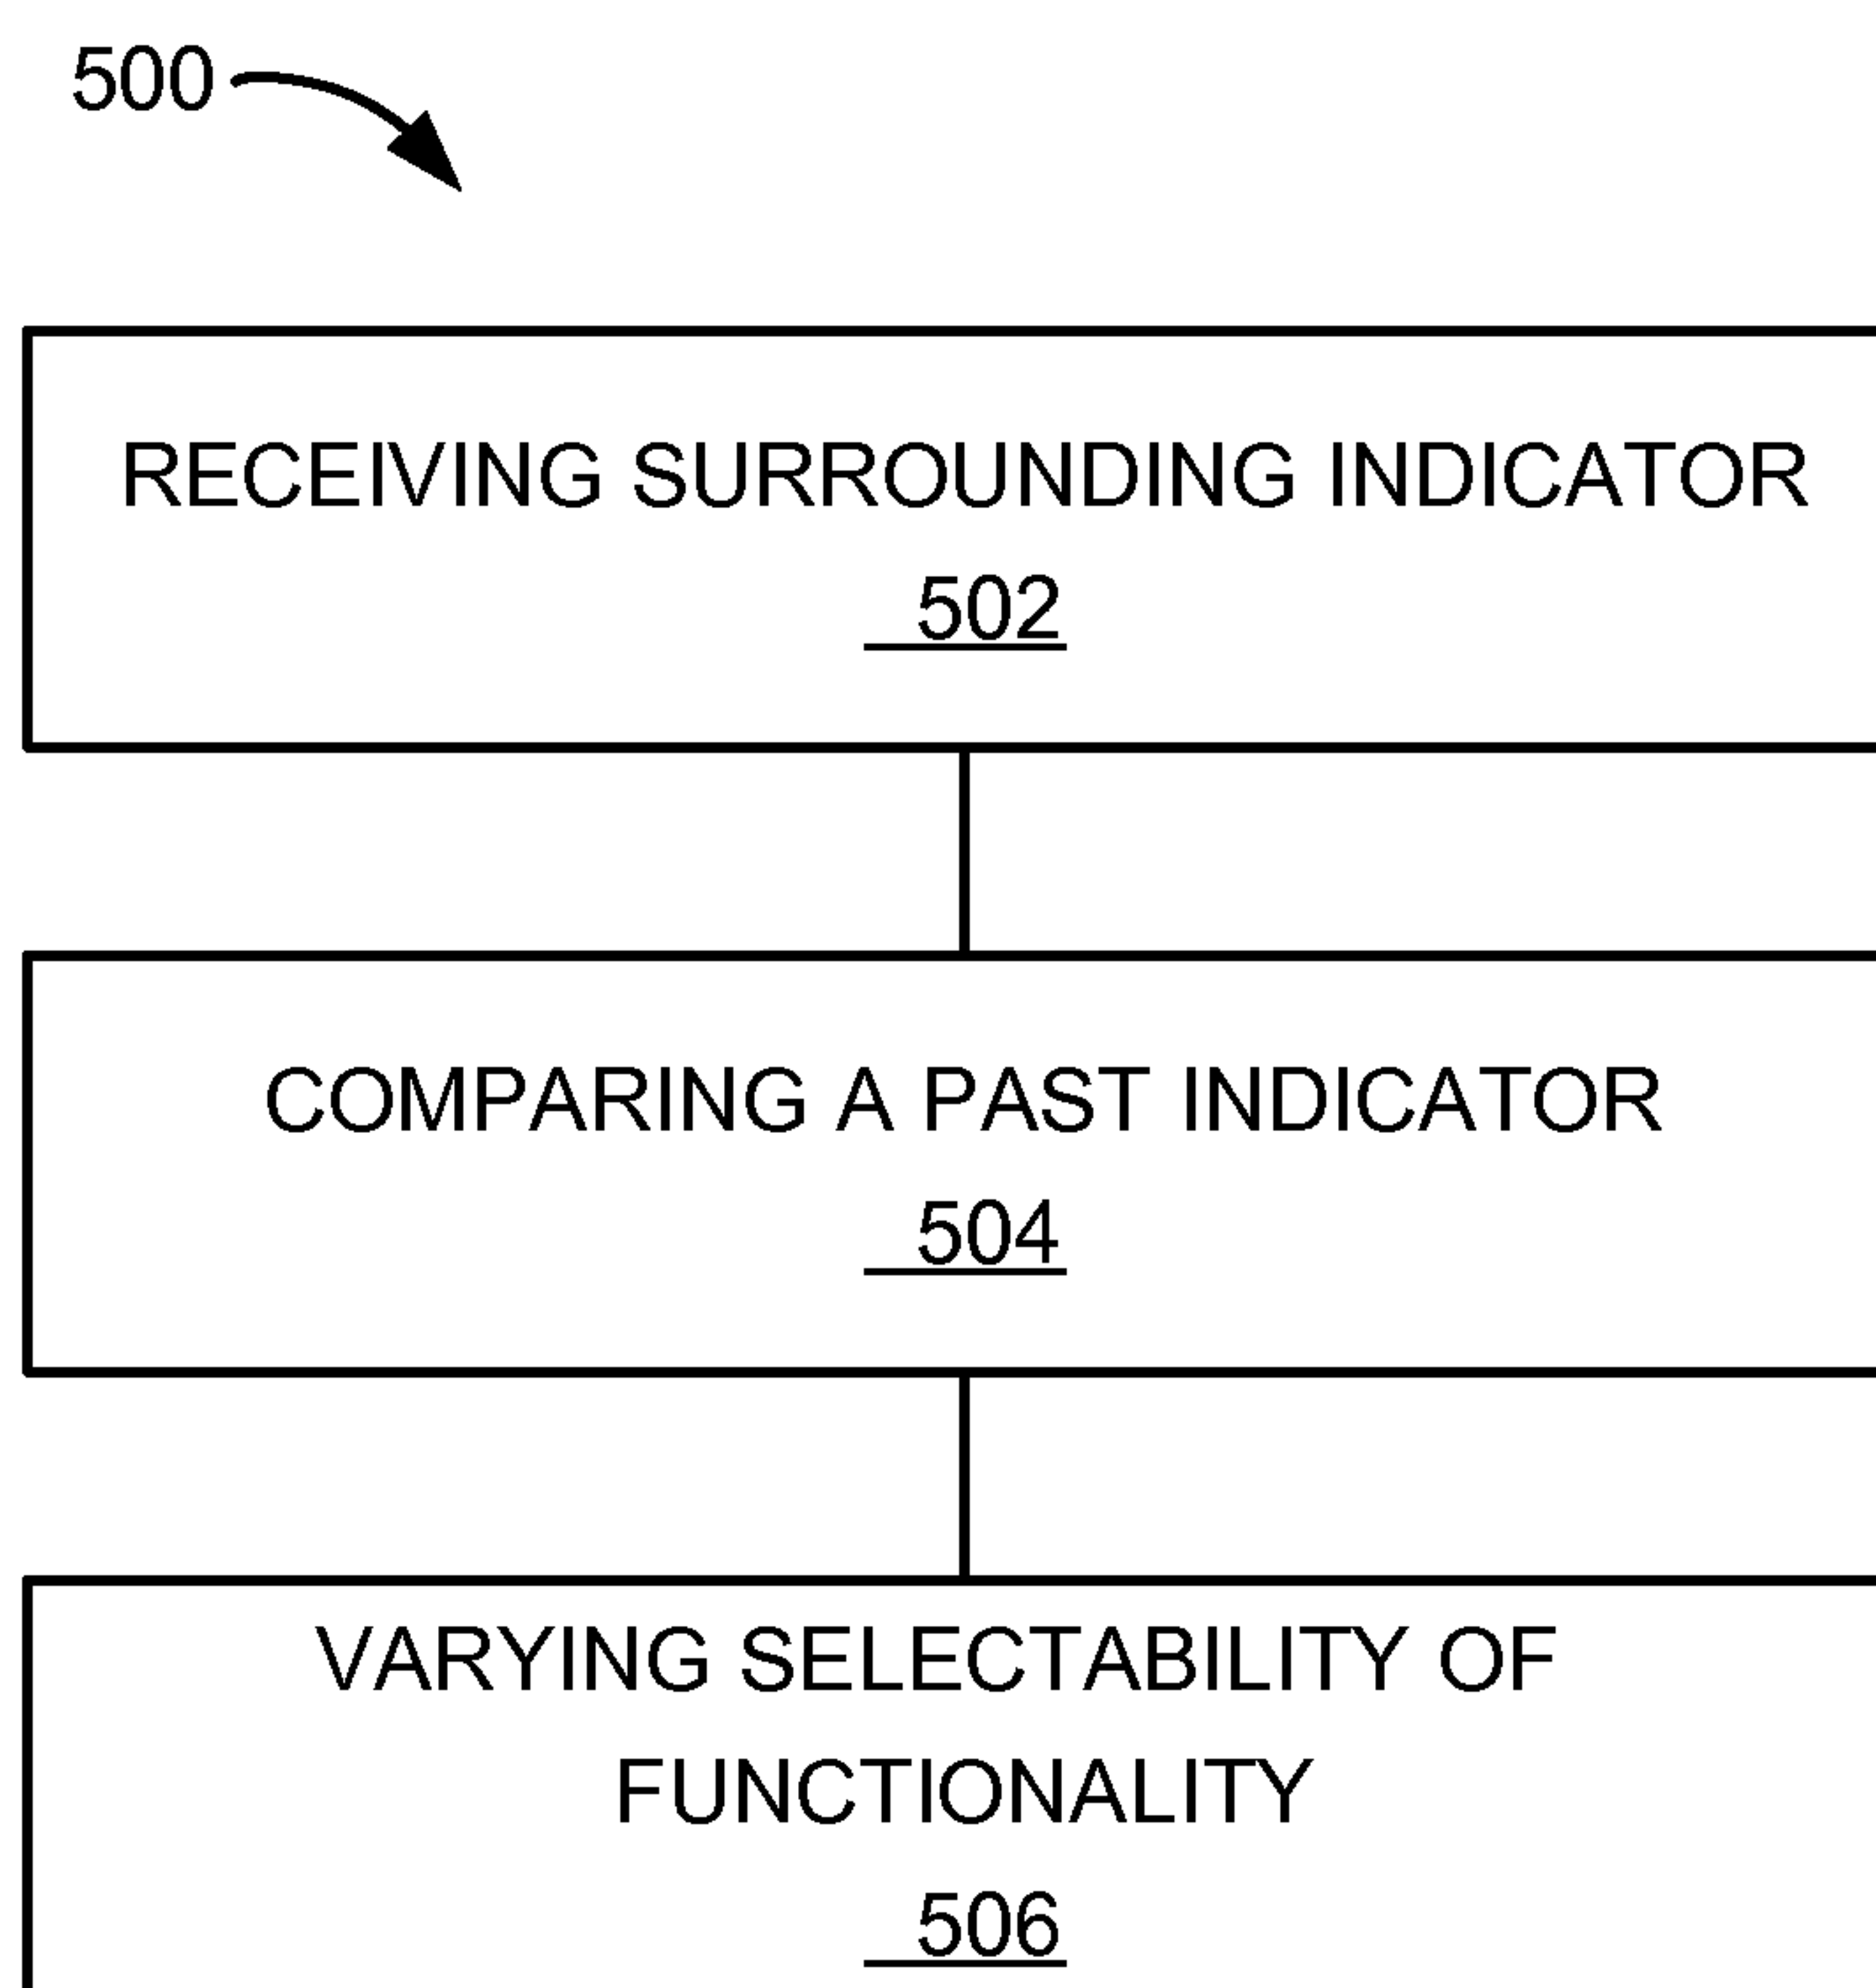 500
RECEIVING SURROUNDING INDICATOR
502
COMPARING A PAST INDICATOR
504
VARYING SELECTABILITY OF
FUNCTIONALITY
506